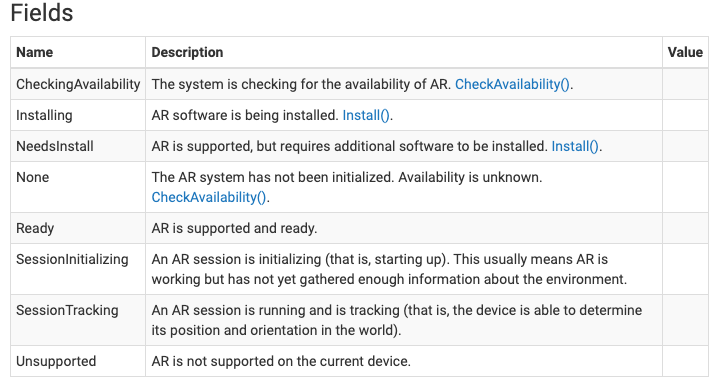 Fields
Name Description Value
CheckingAvailability The system is checking for the availability of AR. CheckAvailability().
Installing AR software is being installed. Install().
NeedsInstall AR is supported, but requires additional software to be installed. Install().
None The AR system has not been initialized. Availability is unknown.
CheckAvailability().
Ready AR is supported and ready.
SessionInitializing An AR session is initializing (that is, starting up). This usually means AR is
working but has not yet gathered enough information about the environment.
SessionTracking An AR session is running and is tracking (that is, the device is able to determine
its position and orientation in the world).
Unsupported AR is not supported on the current device.